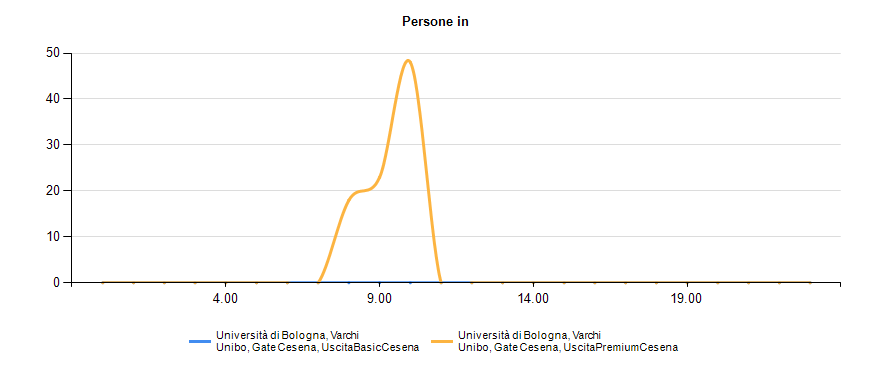 Persone in
50
40
30
20
10
0
4.00 9.00 14.00 19.00
Università di Bologna, Varchi
Unibo, Gate Cesena, UscitaBasicCesena
Università di Bologna, Varchi
Unibo, Gate Cesena, UscitaPremiumCesena